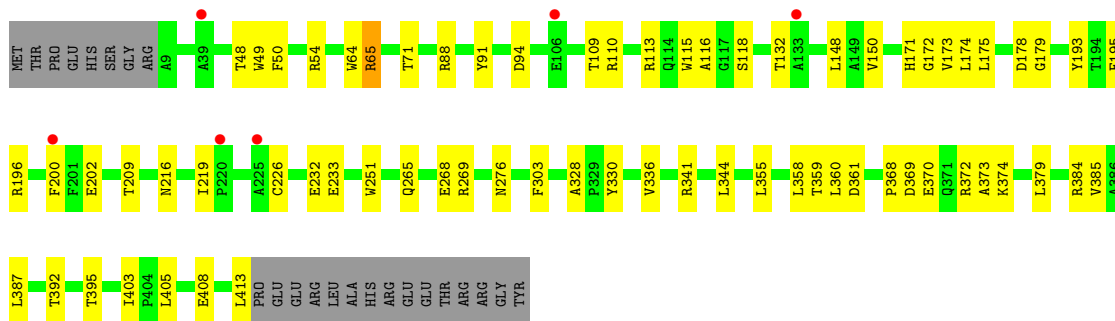 MET THR PRO GLU HIS SER GLY ARG A9 A39 T48 W49 F50 R54 W64 R65 T71 R88 Y91 D94 E106 T109 R110 R113 Q114 W115 A116 G117 S118 T132 A133 L148 A149 V150 H171 G172 V173 L174 L175 D178 G179 Y193 T194 E195
R196 F200 F201 E202 T209 N216 I219 P220 A225 C226 E232 E233 W251 Q265 E268 R269 N276 F303 A328 P329 Y330 V336 R341 L344 L355 L358 T359 L360 D361 P368 D369 E370 Q371 R372 A373 K374 L379 R384 V385 A386
L387 T392 T395 I403 P404 L405 E408 L413 PRO GLU GLU ARG LEU ALA HIS ARG GLU GLU THR ARG ARG GLY TYR